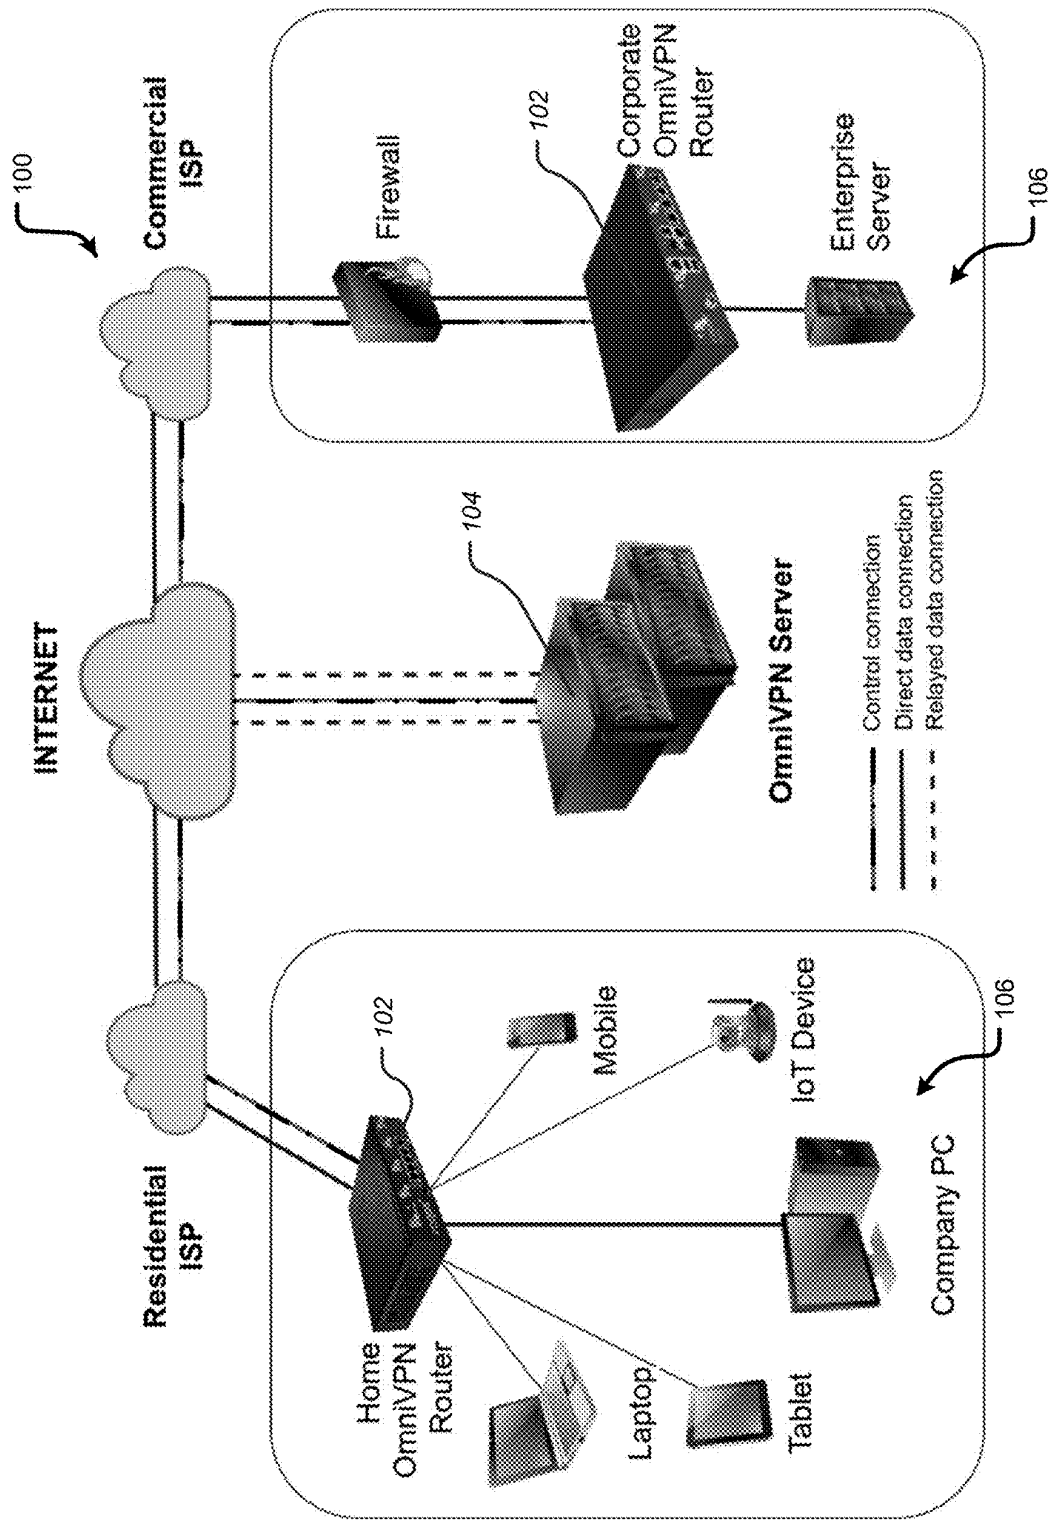 100
INTERNET
Residential
ISP
Commercial
ISP
Home
OmniVPN
Router
102
Laptop
Tablet
Mobile
IoT Device
Company PC
106
104
OmniVPN Server
Control connection
Direct data connection
Relayed data connection
Firewall
102
Corporate
OmniVPN
Router
Enterprise
Server
106